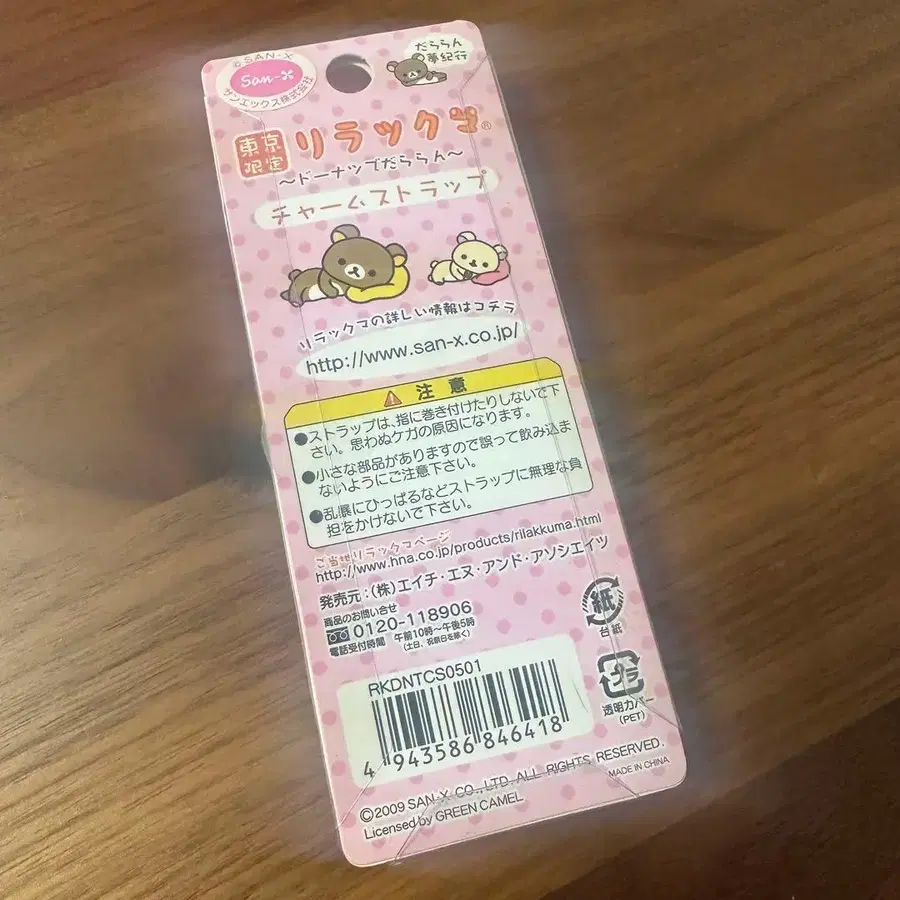 ©SAN-X
San-X
サンエックス株式会社
だららん
夢紀行
東京
限定
リラックマ®
～ドーナツでだららん～
チャームストラップ
リラックマの詳しい情報はコチラ
http://www.san-x.co.jp/
注意
●ストラップは、指に巻き付けたりしないで下
さい。思わぬケガの原因になります。
●小さな部品がありますので誤って飲み込ま
ないようにご注意下さい。
●乱暴にひっぱるなどストラップに無理な負
担をかけないで下さい。
ご当地リラックマページ
http://www.hna.co.jp/products/rilakkuma.html
発売元：(株)エイチ・エヌ・アンド・アソシエイツ
商品のお問い合せ
0120-118906
電話受付時間 午前10時～午後5時
(土日、祝祭日を除く)
紙
台紙
プラ
透明カバー
(PET)
RKDNTCS0501
4 943586 846418
©2009 SAN-X CO.,LTD. ALL RIGHTS RESERVED.
Licensed by GREEN CAMEL
MADE IN CHINA